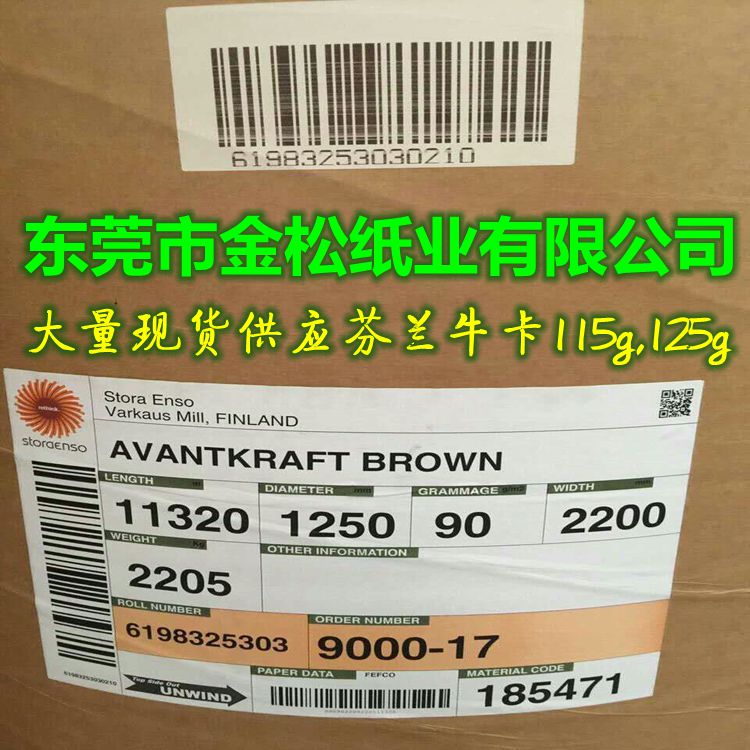 61983253030210
东莞市金松纸业有限公司
大量现货供应芬兰牛卡115g,125g
rethink.
storaenso
Stora Enso
Varkaus Mill, FINLAND
AVANTKRAFT BROWN
LENGTH m
DIAMETER mm
GRAMMAGE g/m2
WIDTH mm
11320
1250
90
2200
WEIGHT kg
OTHER INFORMATION
2205
ROLL NUMBER
ORDER NUMBER
6198325303
9000-17
61983253030210
Top Side Out
UNWIND
PAPER DATA
FEFCO
MATERIAL CODE
185471